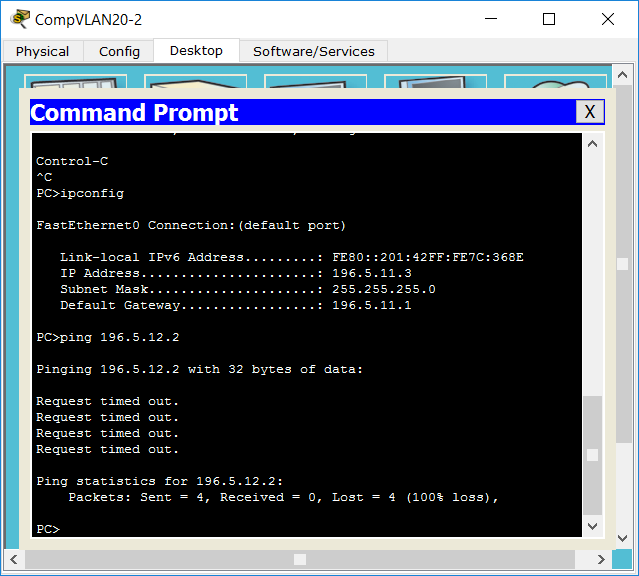 CompVLAN20-2
Physical Config Desktop Software/Services
Command Prompt X
Control-C
^C
PC>ipconfig
FastEthernet0 Connection:(default port)
Link-local IPv6 Address.........: FE80::201:42FF:FE7C:368E
IP Address......................: 196.5.11.3
Subnet Mask.....................: 255.255.255.0
Default Gateway.................: 196.5.11.1
PC>ping 196.5.12.2
Pinging 196.5.12.2 with 32 bytes of data:
Request timed out.
Request timed out.
Request timed out.
Request timed out.
Ping statistics for 196.5.12.2:
Packets: Sent = 4, Received = 0, Lost = 4 (100% loss),
PC>